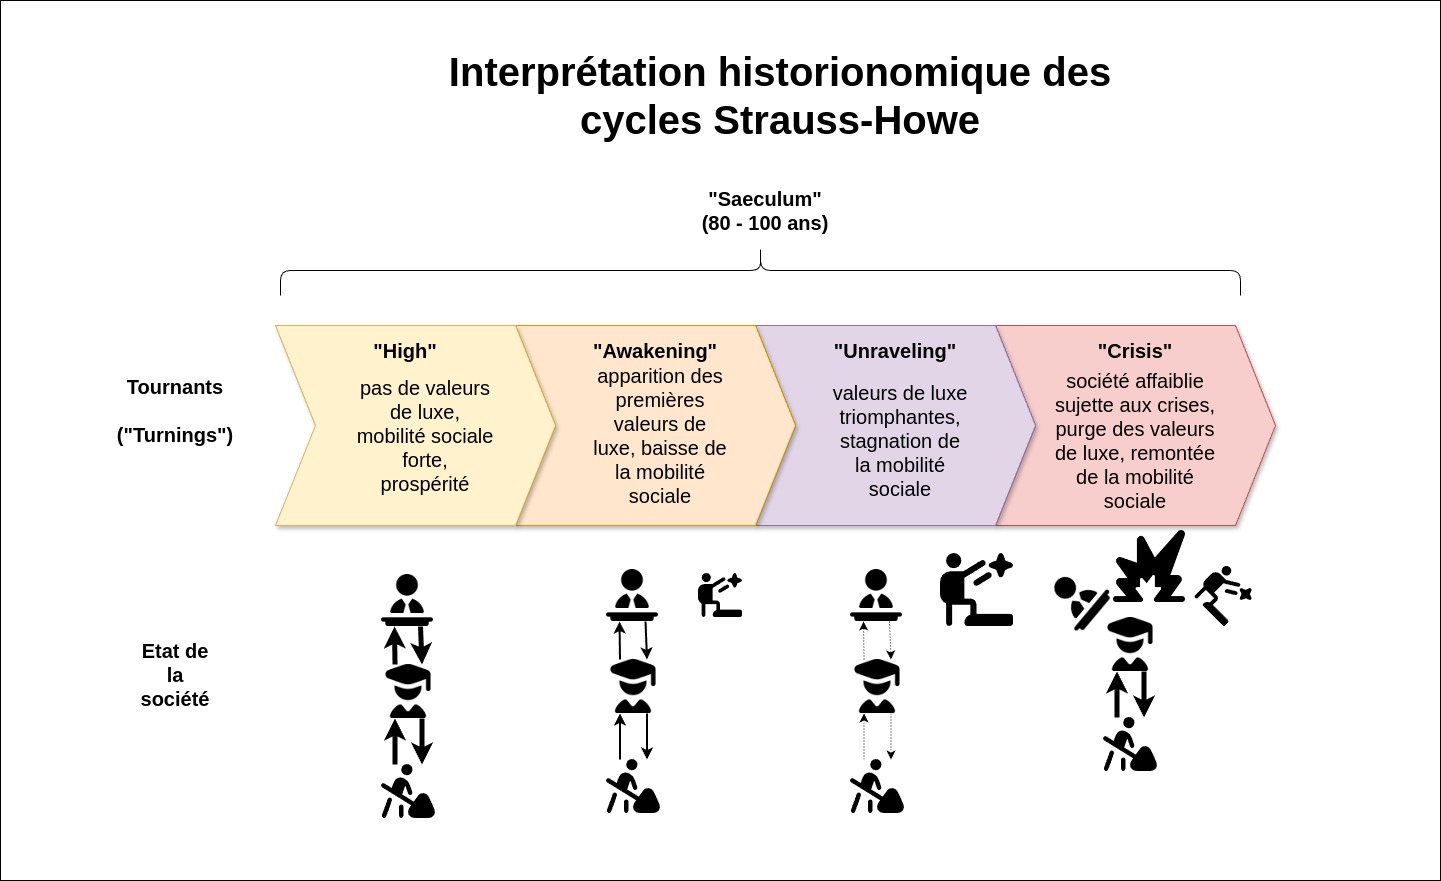 Interprétation historionomique des
cycles Strauss-Howe
"Saeculum"
(80 - 100 ans)
Tournants
("Turnings")
"High"
pas de valeurs
de luxe,
mobilité sociale
forte,
prospérité
"Awakening"
apparition des
premières
valeurs de
luxe, baisse de
la mobilité
sociale
"Unraveling"
valeurs de luxe
triomphantes,
stagnation de
la mobilité
sociale
"Crisis"
société affaiblie
sujette aux crises,
purge des valeurs
de luxe, remontée
de la mobilité
sociale
Etat de
la
société